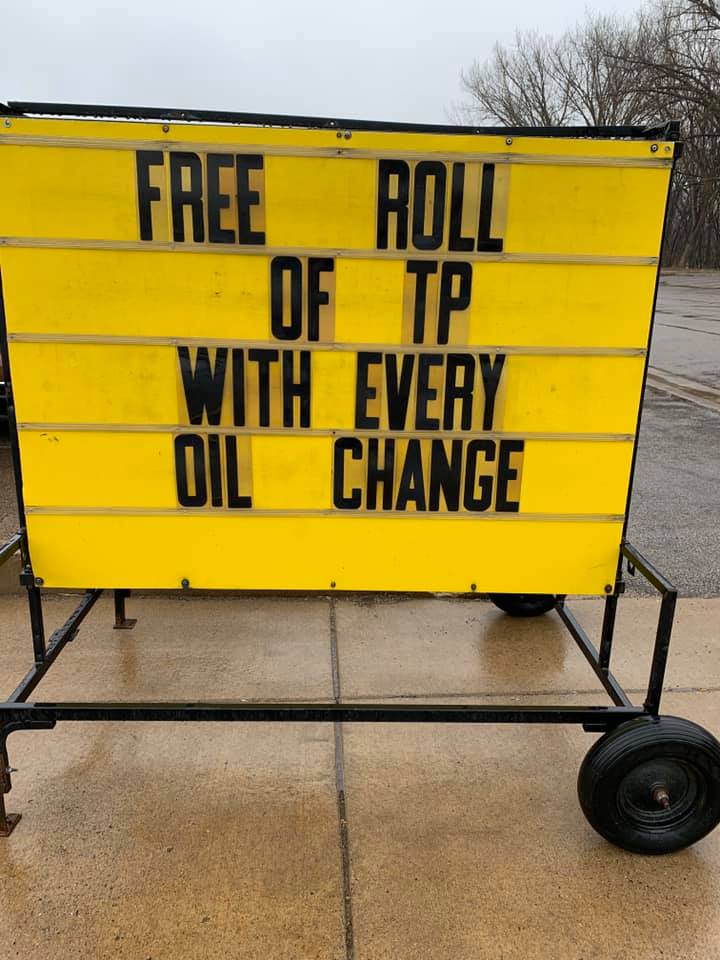 FREE ROLL
OF TP
WITH EVERY
OIL CHANGE